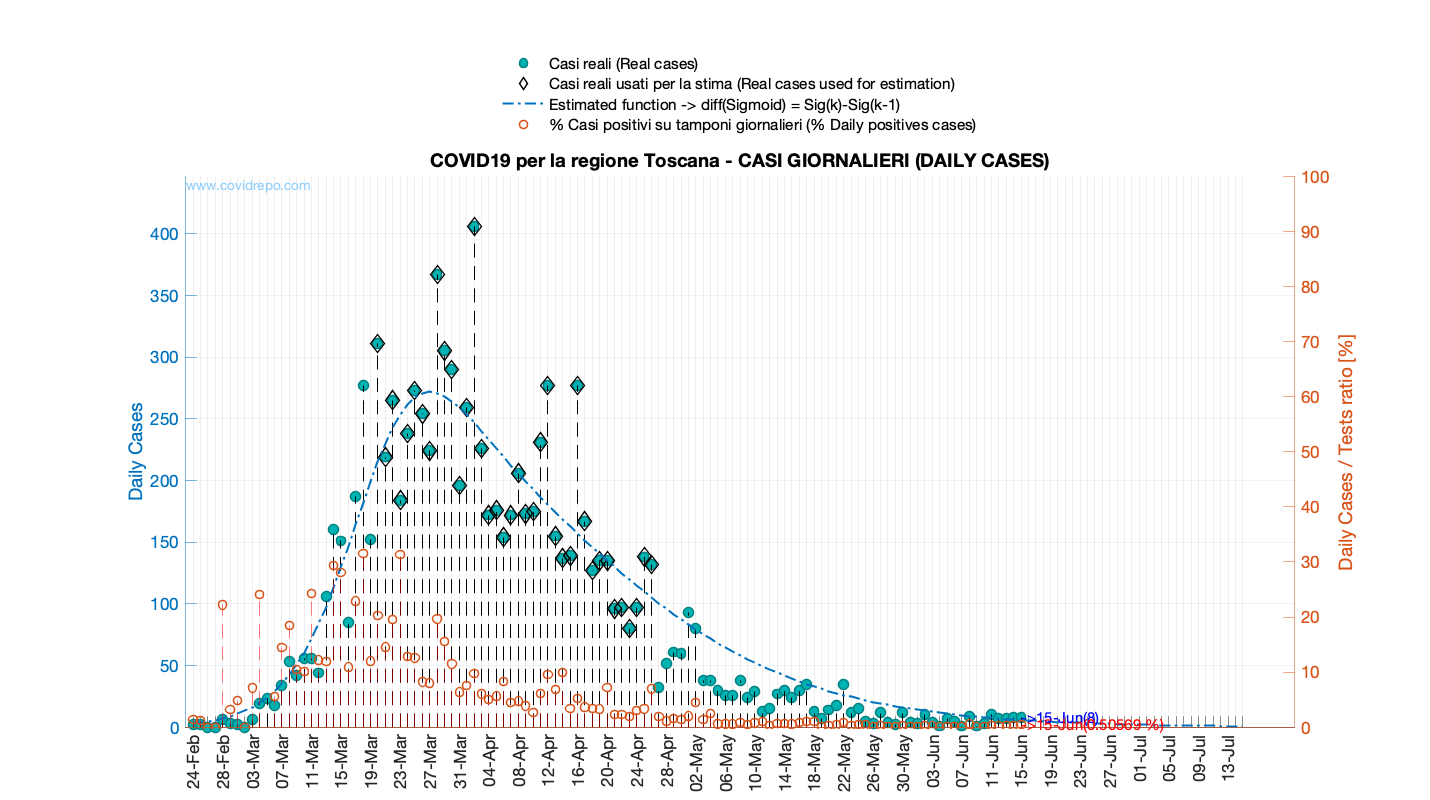 Casi reali (Real cases)
Casi reali usati per la stima (Real cases used for estimation)
Estimated function -> diff(Sigmoid) = Sig(k)-Sig(k-1)
% Casi positivi su tamponi giornalieri (% Daily positives cases)
COVID19 per la regione Toscana - CASI GIORNALIERI (DAILY CASES)
www.covidrepo.com
Daily Cases
400
350
300
250
200
150
100
50
0
100
90
80
70
60
50
40
30
20
10
0
Daily Cases / Tests ratio [%]
>15-Jun(8)
>15-Jun(0.50569 %)
24-Feb
28-Feb
03-Mar
07-Mar
11-Mar
15-Mar
19-Mar
23-Mar
27-Mar
31-Mar
04-Apr
08-Apr
12-Apr
16-Apr
20-Apr
24-Apr
28-Apr
02-May
06-May
10-May
14-May
18-May
22-May
26-May
30-May
03-Jun
07-Jun
11-Jun
15-Jun
19-Jun
23-Jun
27-Jun
01-Jul
05-Jul
09-Jul
13-Jul